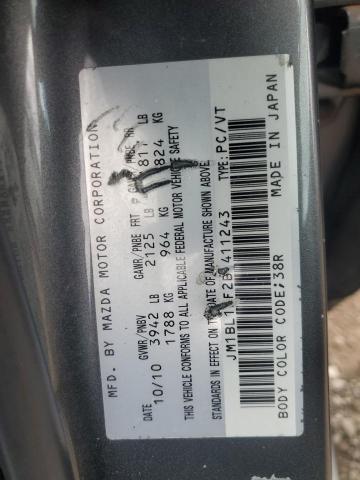 MFD. BY MAZDA MOTOR CORPORATION
DATE GVWR/PNBV GAWR/PNBE FRT GAWR/PNBE RR
10/10 3942 LB 2125 LB 1817 LB
1788 KG 964 KG 824 KG
THIS VEHICLE CONFORMS TO ALL APPLICABLE FEDERAL MOTOR VEHICLE SAFETY
STANDARDS IN EFFECT ON THE DATE OF MANUFACTURE SHOWN ABOVE.
TYPE: PC/VT
MADE IN JAPAN
BODY COLOR CODE;38R